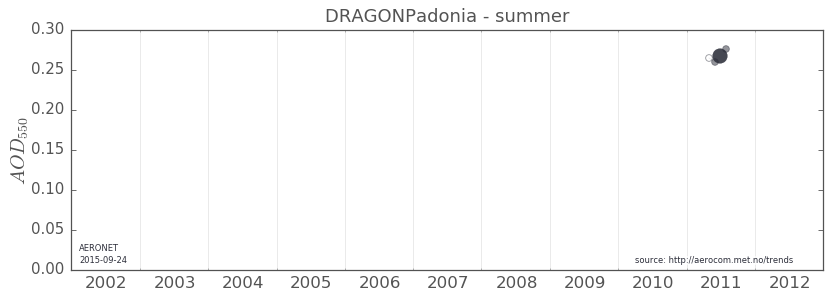 DRAGONPadonia - summer
0.30
0.25
0.20
0.15
0.10
0.05
0.00
AOD550
AERONET
2015-09-24
source: http://aerocom.met.no/trends
2002 2003 2004 2005 2006 2007 2008 2009 2010 2011 2012